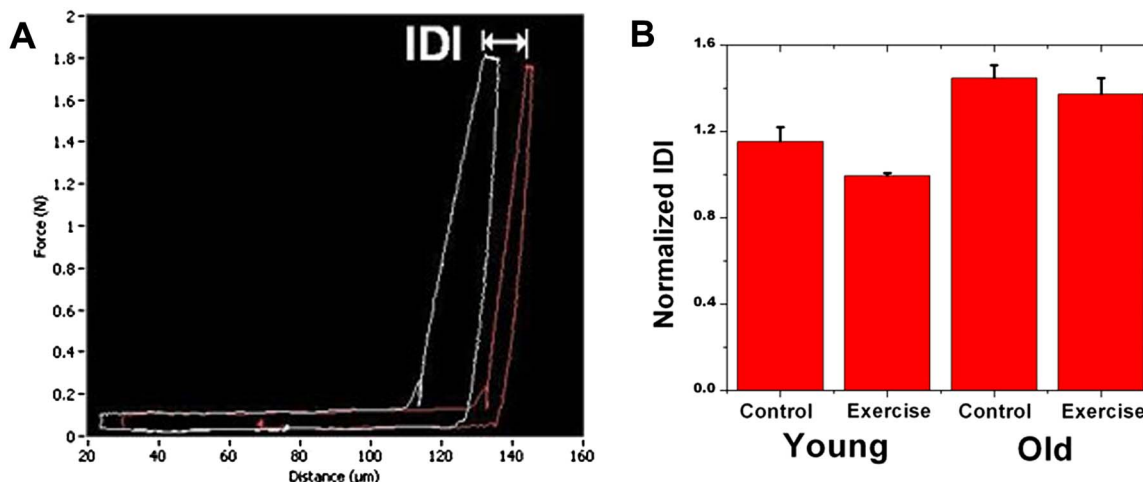 A
IDI
Force (N)
2
1.8
1.6
1.4
1.2
1
0.8
0.6
0.4
0.2
0
20 40 60 80 100 120 140 160
Distance (µm)
B
Normalized IDI
1.6
1.2
0.8
0.4
0.0
Control Exercise Control Exercise
Young Old